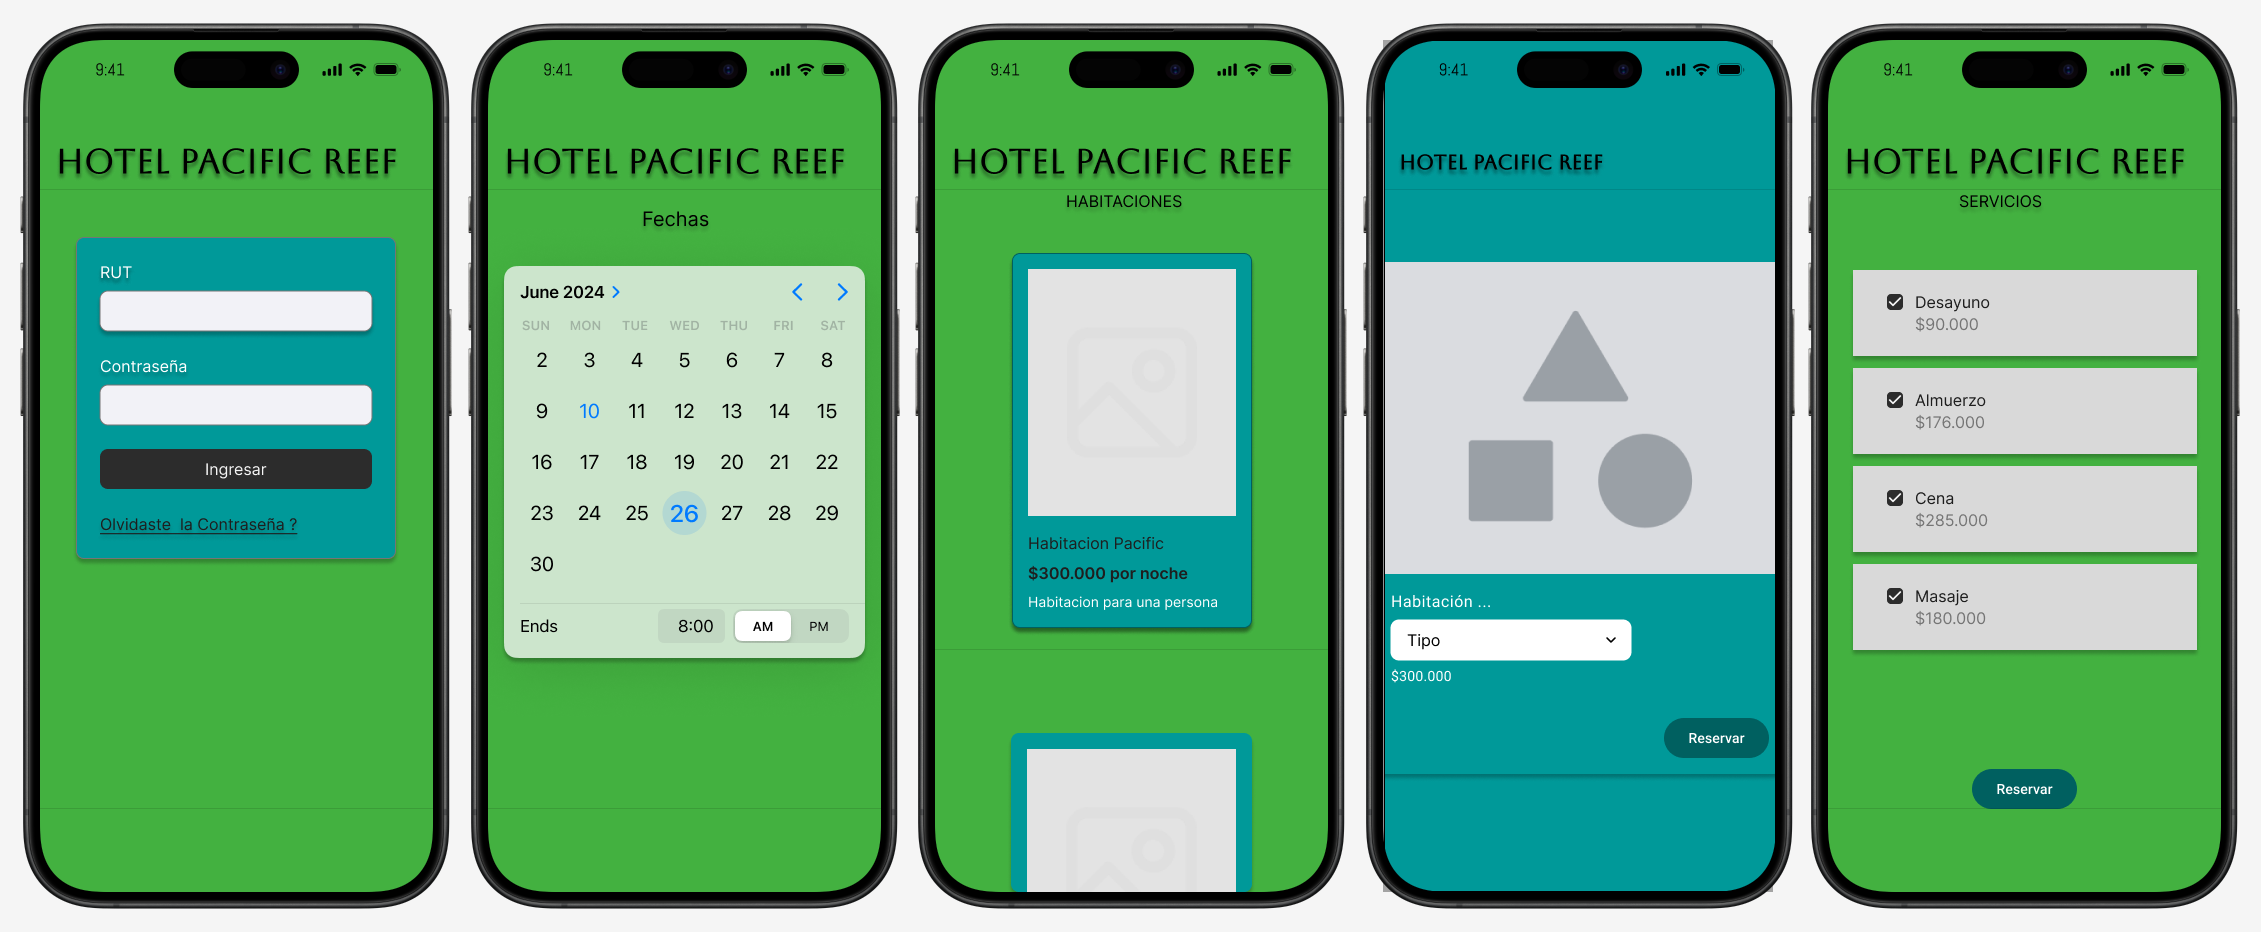 9:41
HOTEL PACIFIC REEF
RUT
Contraseña
Ingresar
Olvidaste  la Contraseña ?
9:41
HOTEL PACIFIC REEF
Fechas
June 2024
SUN MON TUE WED THU FRI SAT
2 3 4 5 6 7 8
9 10 11 12 13 14 15
16 17 18 19 20 21 22
23 24 25 26 27 28 29
30
Ends 8:00 AM PM
9:41
HOTEL PACIFIC REEF
HABITACIONES
Habitacion Pacific
$300.000 por noche
Habitacion para una persona
9:41
HOTEL PACIFIC REEF
Habitación ...
Tipo
$300.000
Reservar
9:41
HOTEL PACIFIC REEF
SERVICIOS
Desayuno
$90.000
Almuerzo
$176.000
Cena
$285.000
Masaje
$180.000
Reservar